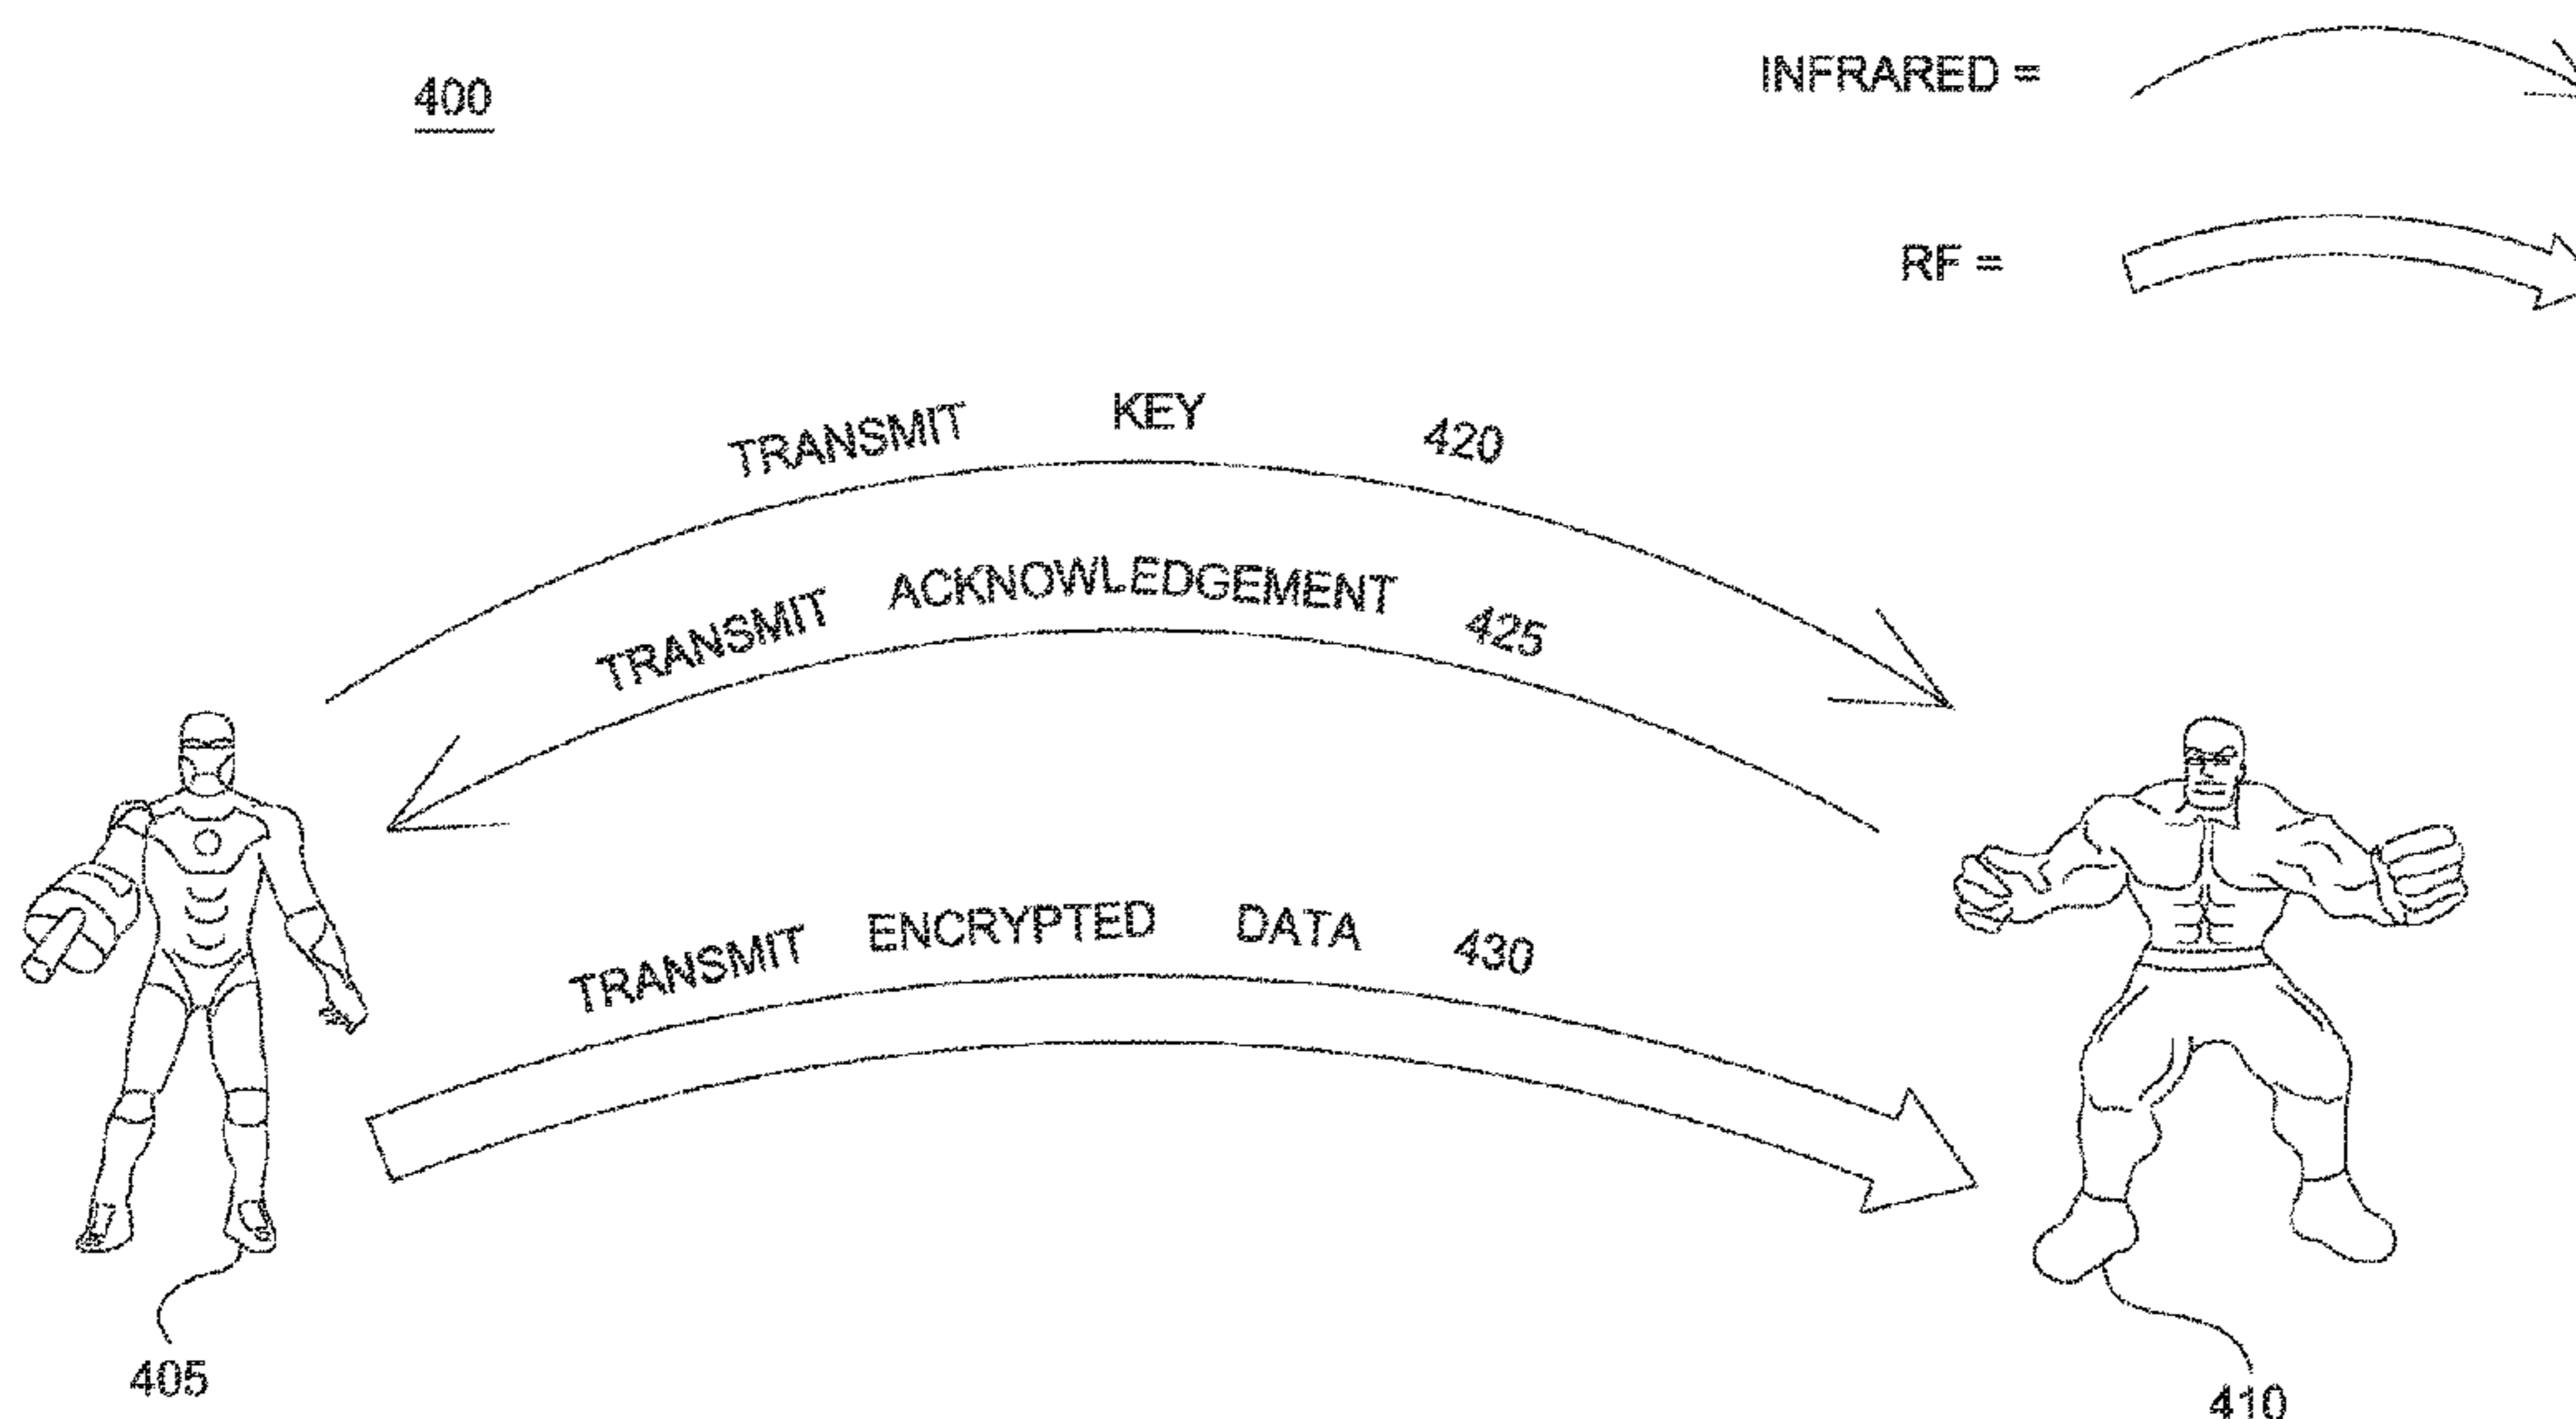 400
INFRARED =
RF =
TRANSMIT KEY 420
TRANSMIT ACKNOWLEDGEMENT 425
TRANSMIT ENCRYPTED DATA 430
405
410